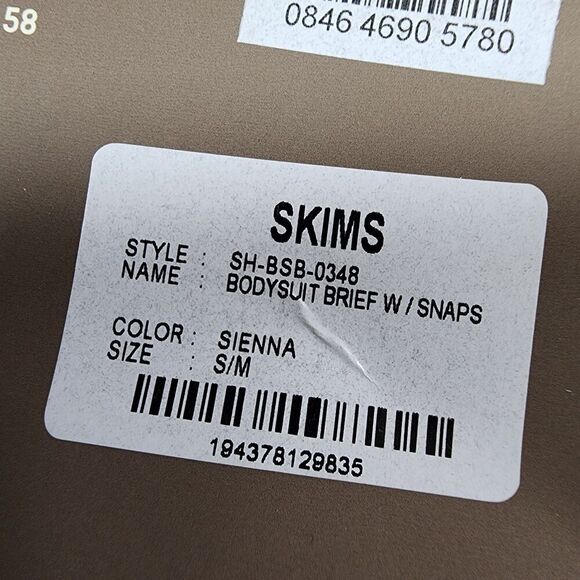 58
0846 4690 5780
SKIMS
STYLE : SH-BSB-0348
NAME : BODYSUIT BRIEF W / SNAPS
COLOR : SIENNA
SIZE : S/M
194378129835